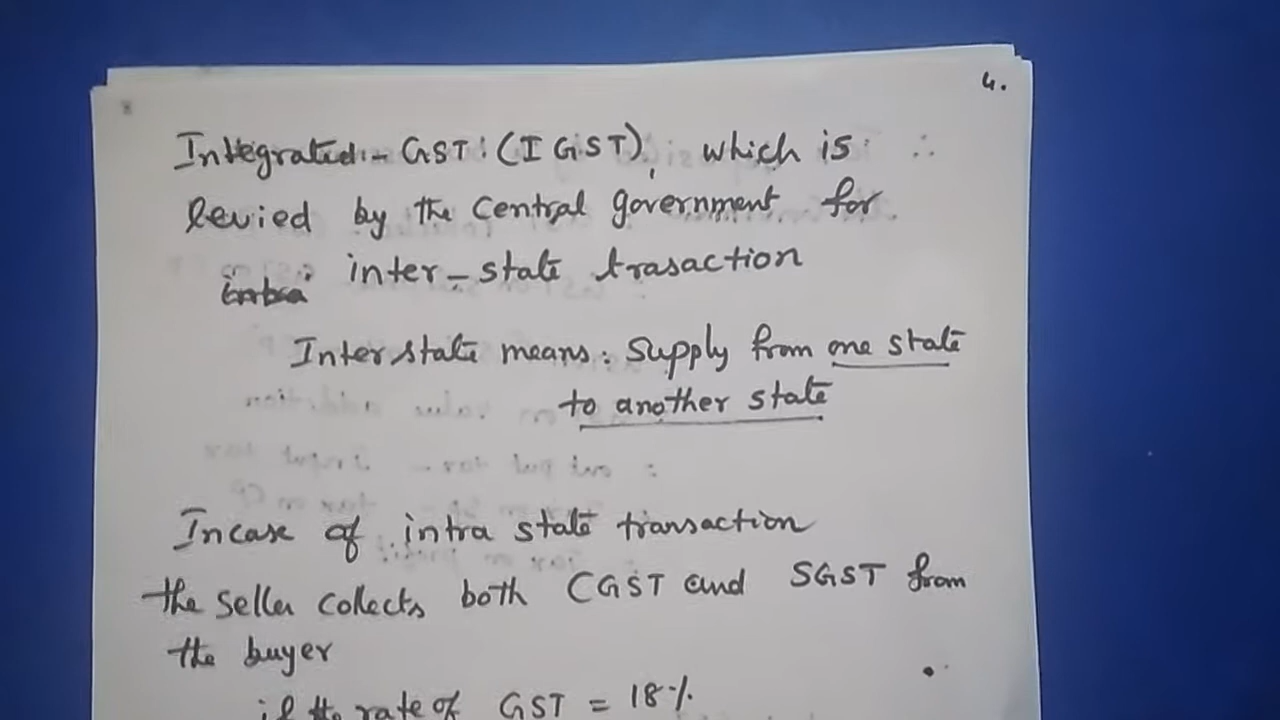 4.
Integrated:- GST:(IGST), which is
levied by the Central government for
intra inter-state trasaction
Interstate means: Supply from one state
to another state
Incase of intra state transaction
the seller collects both CGST and SGST from
the buyer
if the rate of GST = 18%